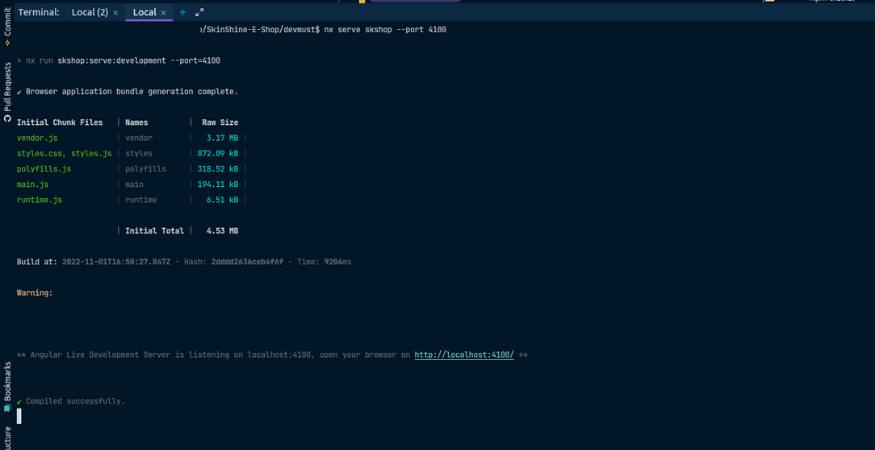 Terminal: Local (2) × Local × +
Commit
Pull Requests
Bookmarks
ucture
/SkinShine-E-Shop/devmust$ nx serve skshop --port 4100
> nx run skshop:serve:development --port=4100
✔ Browser application bundle generation complete.
Initial Chunk Files | Names | Raw Size
vendor.js | vendor | 3.17 MB |
styles.css, styles.js | styles | 872.09 kB |
polyfills.js | polyfills | 318.52 kB |
main.js | main | 194.11 kB |
runtime.js | runtime | 6.51 kB |
| Initial Total | 4.53 MB
Build at: 2022-11-01T16:50:27.847Z - Hash: 2dddd2636ceb4f6f - Time: 9204ms
Warning:
** Angular Live Development Server is listening on localhost:4100, open your browser on http://localhost:4100/ **
✔ Compiled successfully.